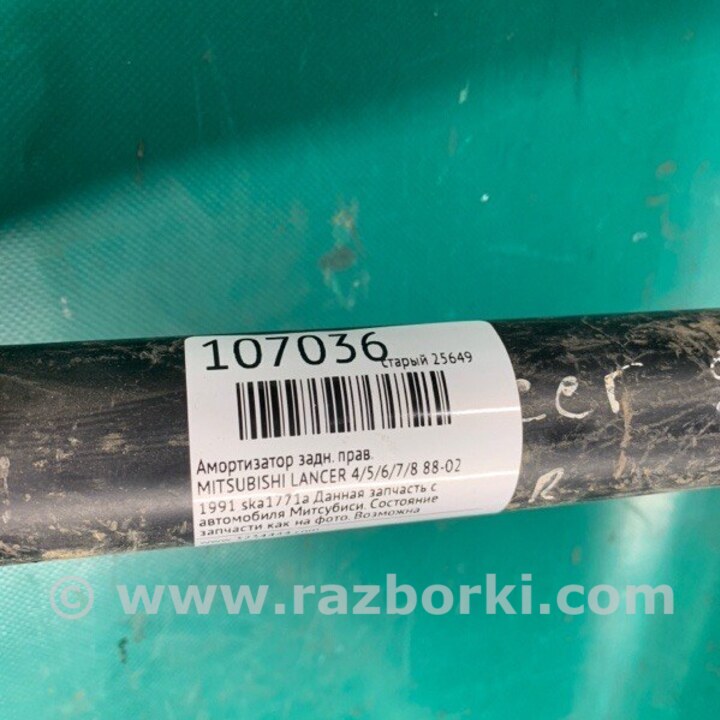 107036
старый 25649
Амортизатор задн. прав.
MITSUBISHI LANCER 4/5/6/7/8 88-02
1991 ska1771a Данная запчасть с
автомобиля Митсубиси. Состояние
запчасти как на фото. Возможна
cer
R
© www.razborki.com